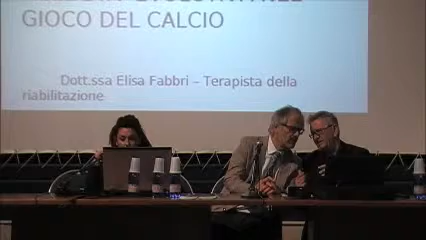 GIOCO DEL CALCIO
Dott.ssa Elisa Fabbri – Terapista della
riabilitazione